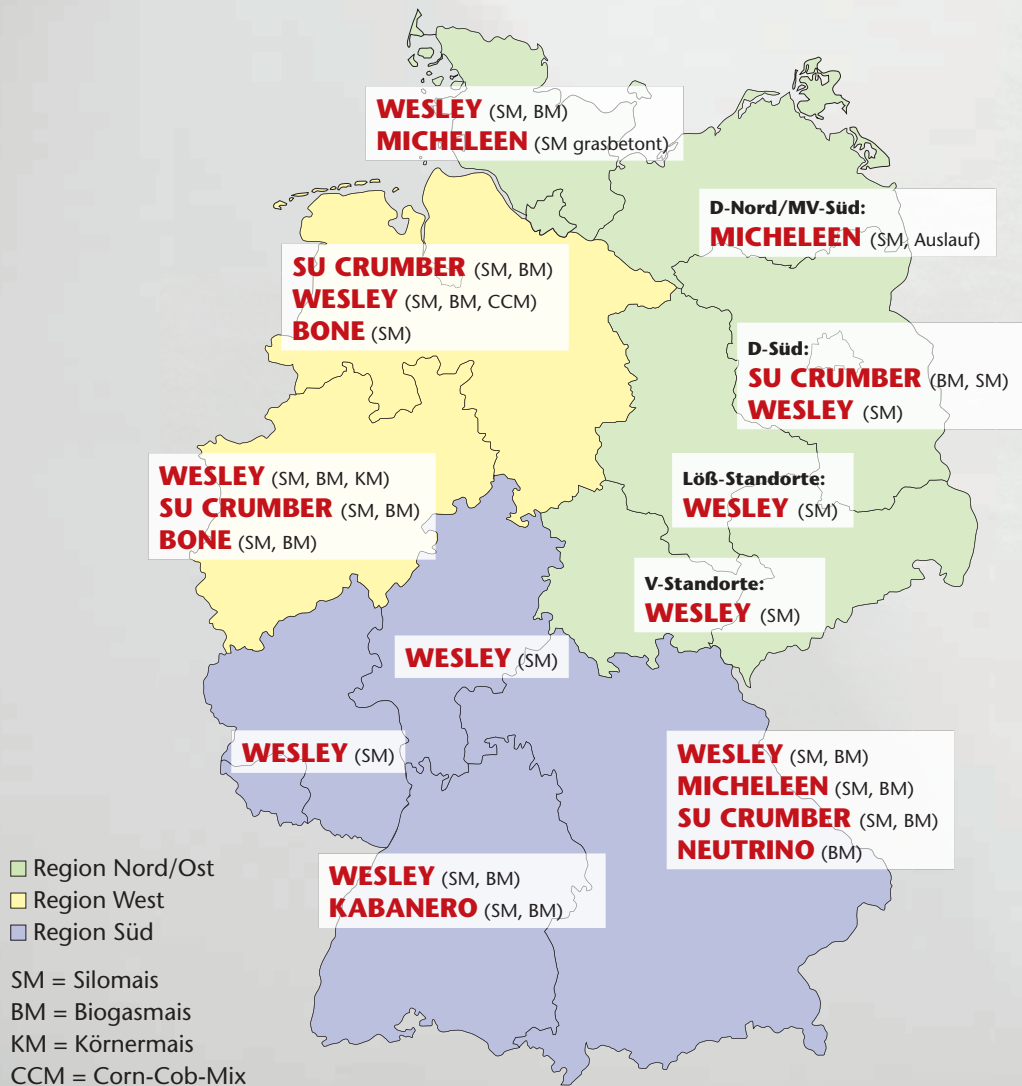 WESLEY (SM, BM)
MICHELEEN (SM grasbetont)
D-Nord/MV-Süd:
MICHELEEN (SM, Auslauf)
SU CRUMBER (SM, BM)
WESLEY (SM, BM, CCM)
BONE (SM)
D-Süd:
SU CRUMBER (BM, SM)
WESLEY (SM)
WESLEY (SM, BM, KM)
SU CRUMBER (SM, BM)
BONE (SM, BM)
Löß-Standorte:
WESLEY (SM)
V-Standorte:
WESLEY (SM)
WESLEY (SM)
WESLEY (SM)
WESLEY (SM, BM)
MICHELEEN (SM, BM)
SU CRUMBER (SM, BM)
NEUTRINO (BM)
WESLEY (SM, BM)
KABANERO (SM, BM)
Region Nord/Ost
Region West
Region Süd
SM = Silomais
BM = Biogasmais
KM = Körnermais
CCM = Corn-Cob-Mix